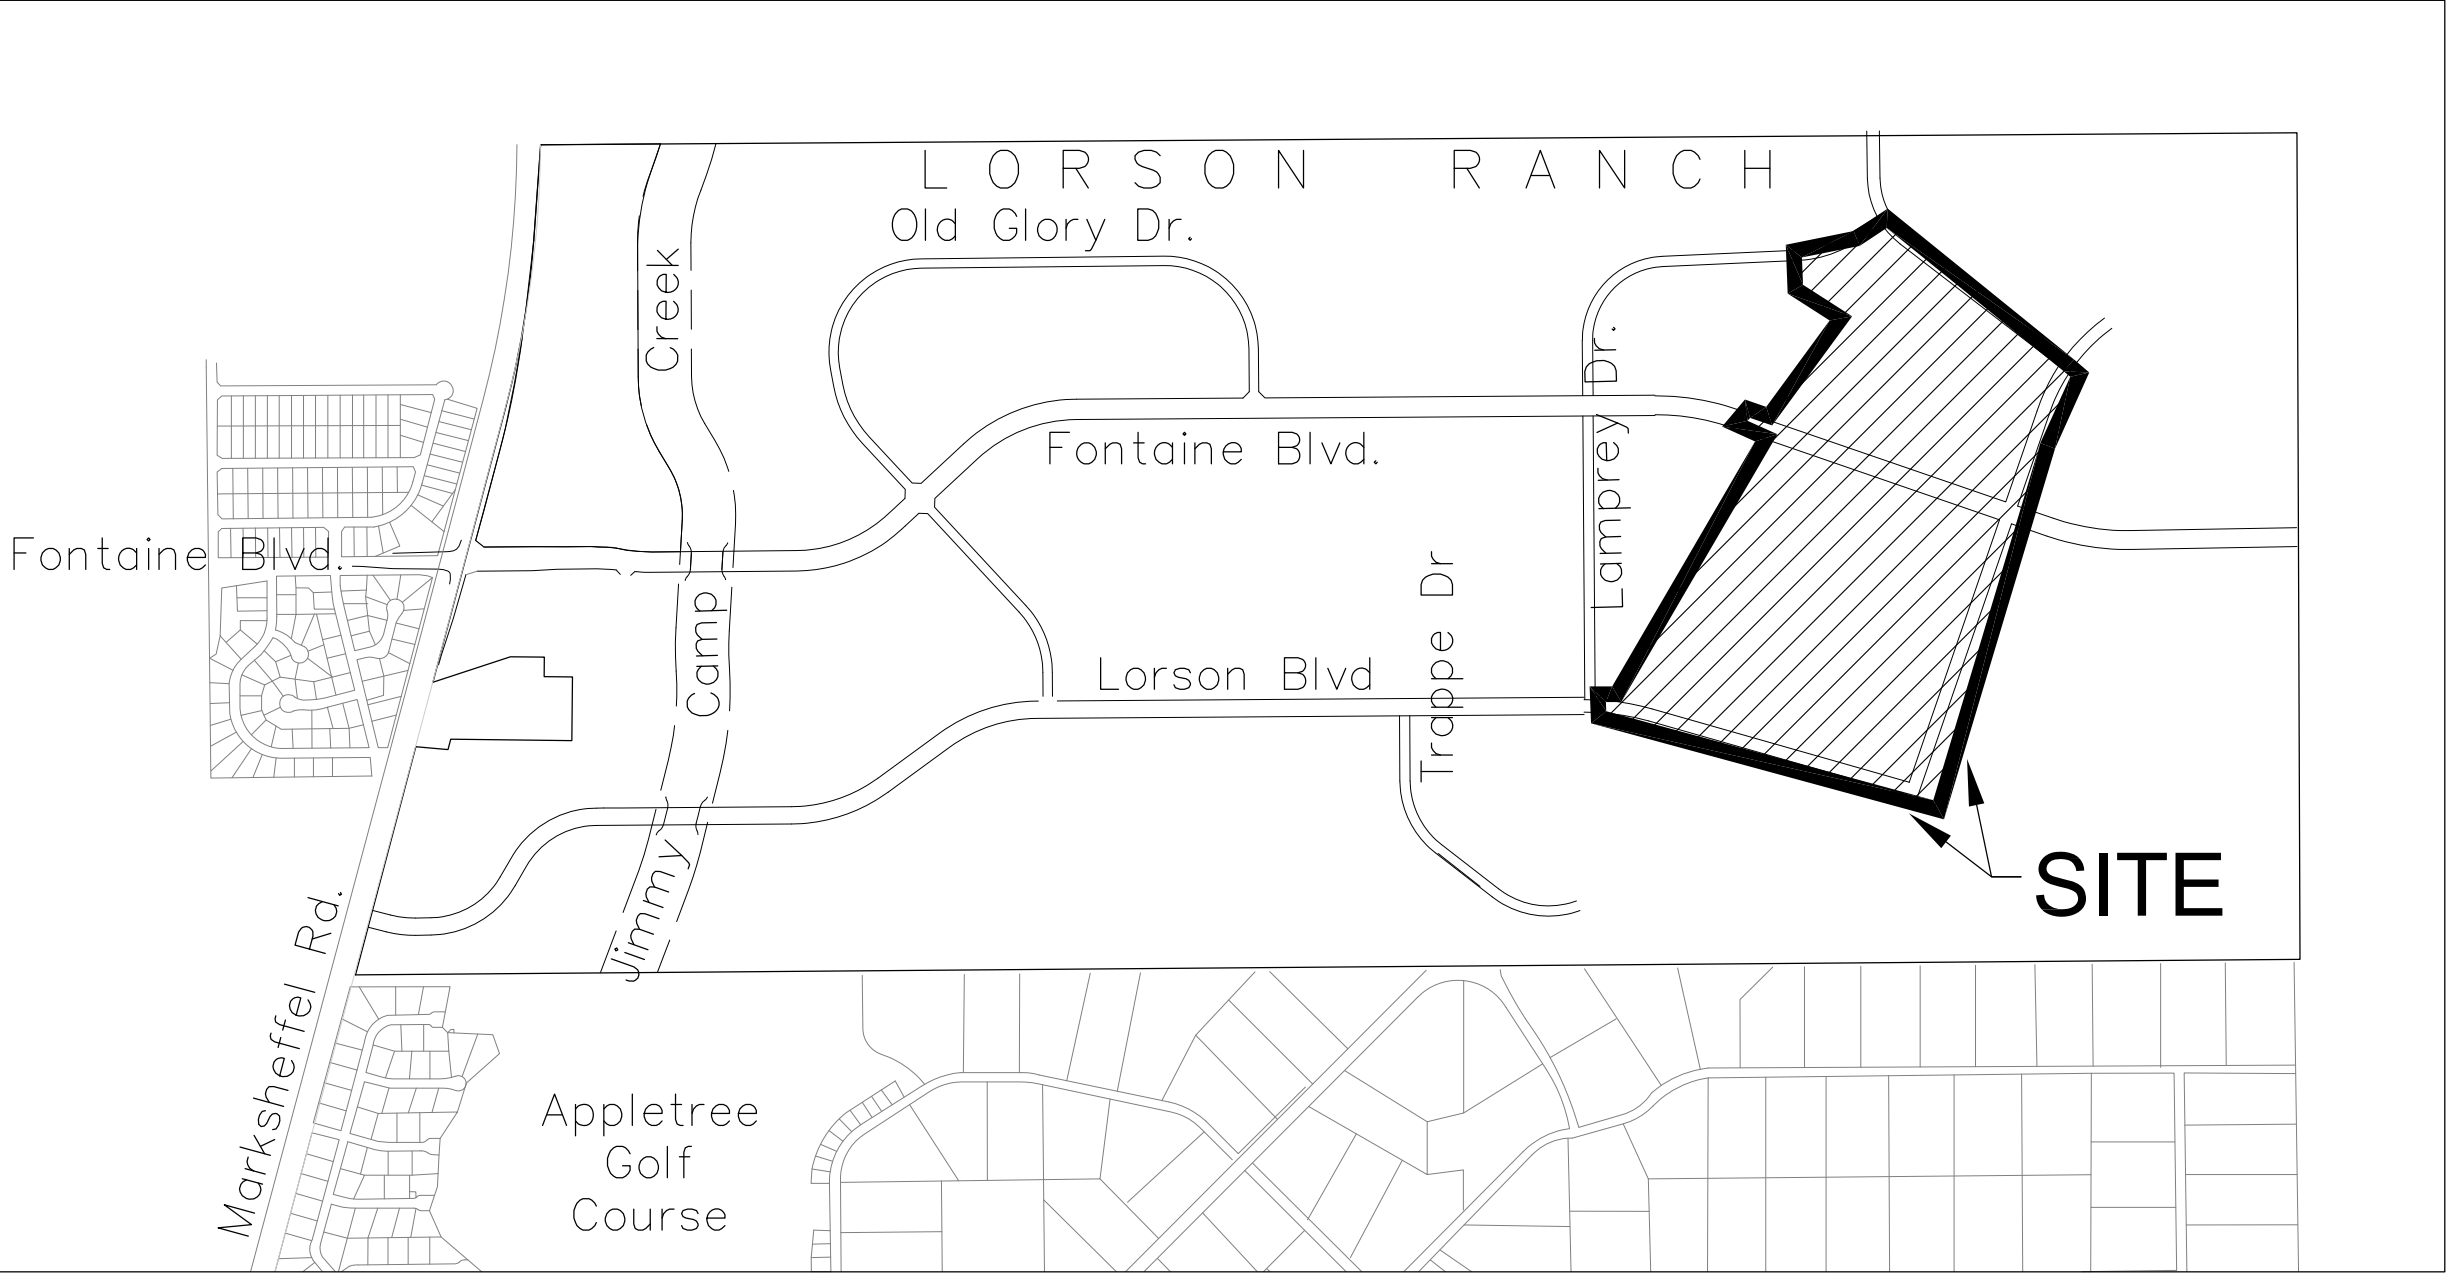 LORSON RANCH
Old Glory Dr.
Creek
Lamprey Dr.
Fontaine Blvd.
Fontaine Blvd.
Trappe Dr
Camp
Lorson Blvd
Jimmy
SITE
Marksheffel Rd.
Appletree
Golf
Course